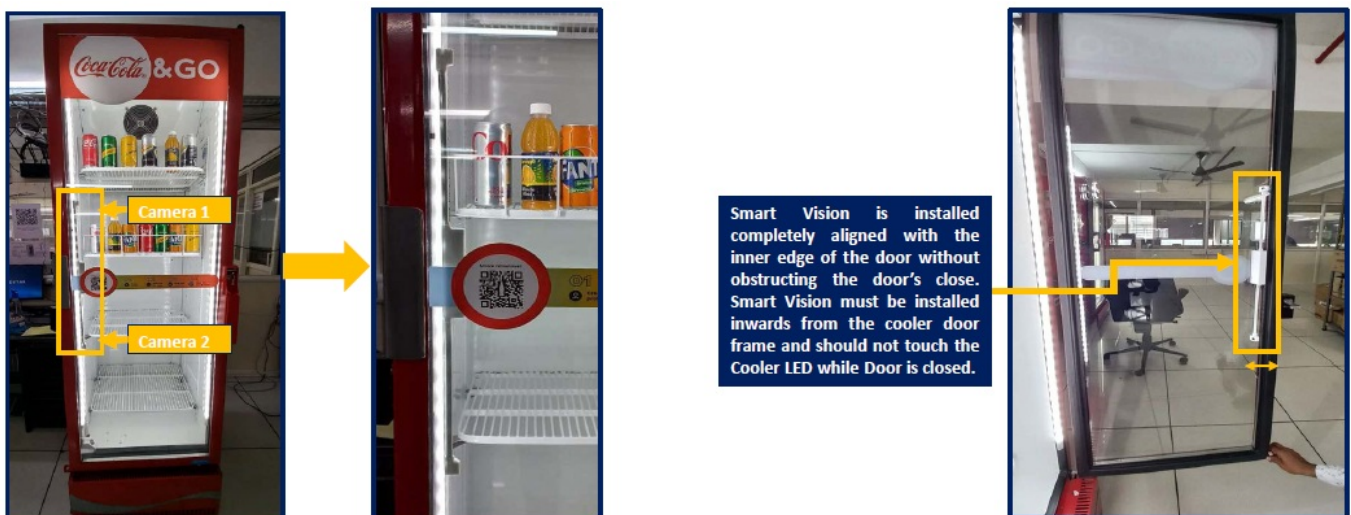 Coca-Cola & GO
Camera 1
Camera 2
FANT
Smart Vision is installed
completely aligned with the
inner edge of the door without
obstructing the door's close.
Smart Vision must be installed
inwards from the cooler door
frame and should not touch the
Cooler LED while Door is closed.